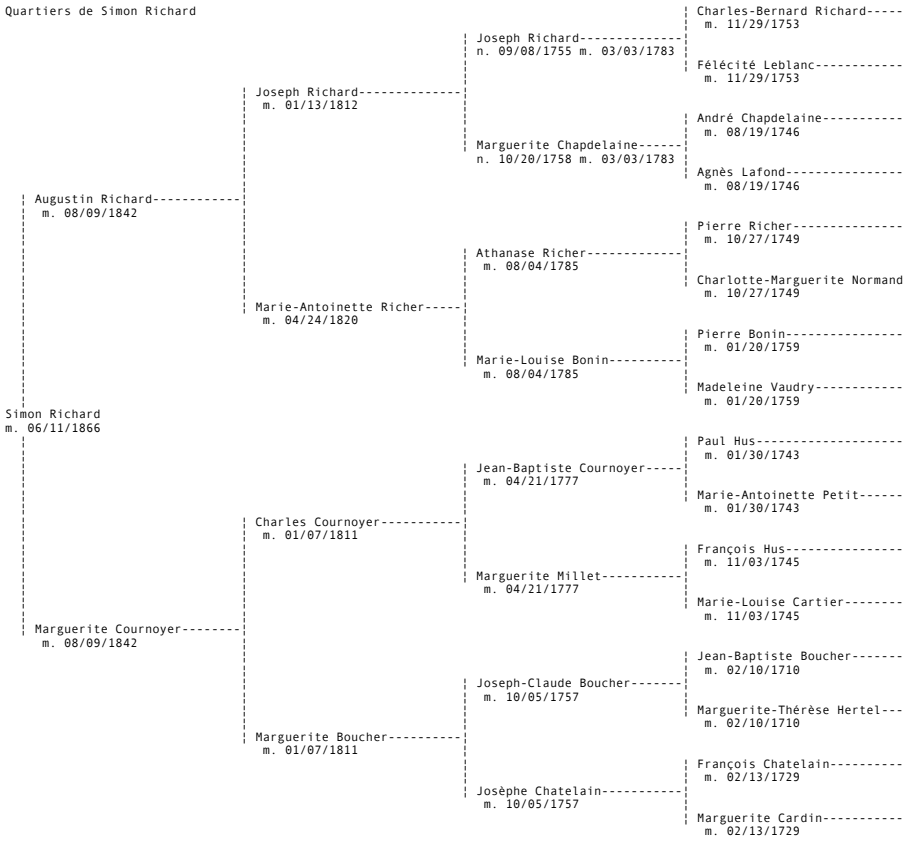 Quartiers de Simon Richard
Charles-Bernard Richard-----
m. 11/29/1753
Joseph Richard--------------
n. 09/08/1755 m. 03/03/1783
Félécité Leblanc------------
m. 11/29/1753
Joseph Richard--------------
m. 01/13/1812
André Chapdelaine-----------
m. 08/19/1746
Marguerite Chapdelaine------
n. 10/20/1758 m. 03/03/1783
Agnès Lafond----------------
m. 08/19/1746
Augustin Richard------------
m. 08/09/1842
Pierre Richer---------------
m. 10/27/1749
Athanase Richer-------------
m. 08/04/1785
Charlotte-Marguerite Normand
m. 10/27/1749
Marie-Antoinette Richer-----
m. 04/24/1820
Pierre Bonin----------------
m. 01/20/1759
Marie-Louise Bonin----------
m. 08/04/1785
Madeleine Vaudry------------
m. 01/20/1759
Simon Richard
m. 06/11/1866
Paul Hus--------------------
m. 01/30/1743
Jean-Baptiste Cournoyer-----
m. 04/21/1777
Marie-Antoinette Petit------
m. 01/30/1743
Charles Cournoyer-----------
m. 01/07/1811
François Hus----------------
m. 11/03/1745
Marguerite Millet-----------
m. 04/21/1777
Marie-Louise Cartier--------
m. 11/03/1745
Marguerite Cournoyer--------
m. 08/09/1842
Jean-Baptiste Boucher-------
m. 02/10/1710
Joseph-Claude Boucher-------
m. 10/05/1757
Marguerite-Thérèse Hertel---
m. 02/10/1710
Marguerite Boucher----------
m. 01/07/1811
François Chatelain----------
m. 02/13/1729
Josèphe Chatelain-----------
m. 10/05/1757
Marguerite Cardin-----------
m. 02/13/1729